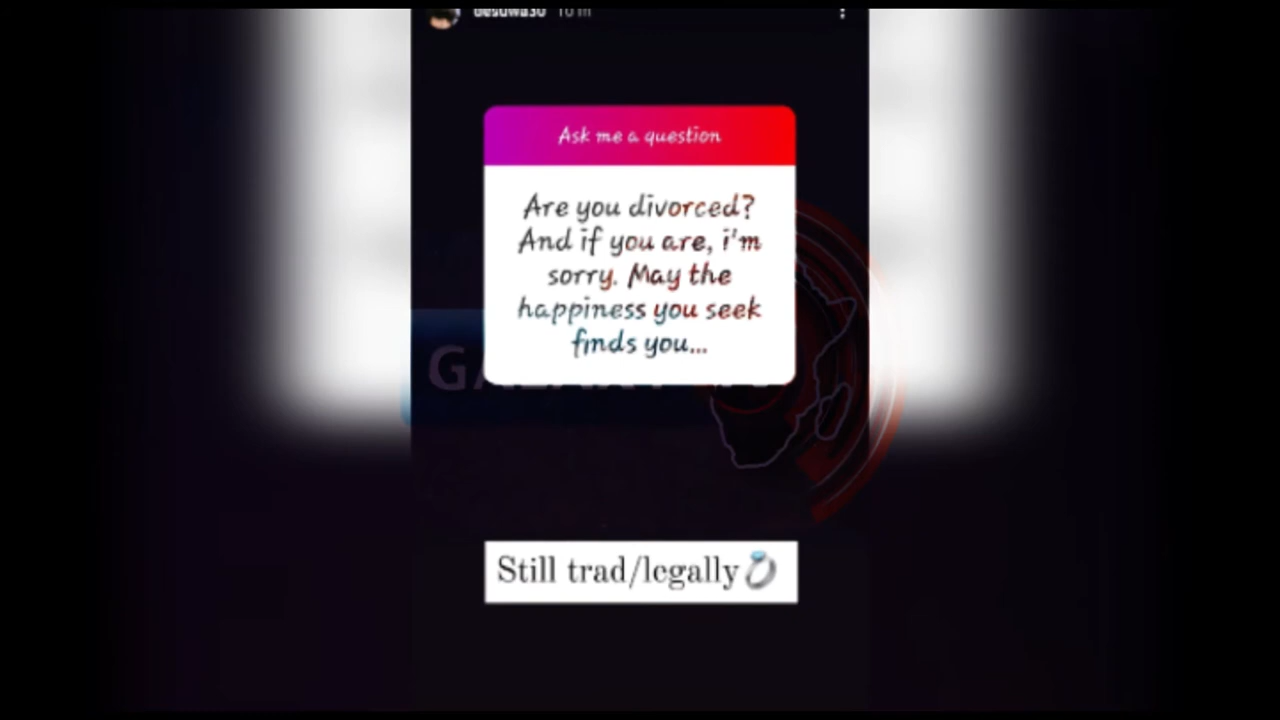 Ask me a question
Are you divorced?
And if you are, i'm
sorry. May the
happiness you seek
finds you...
Still trad/legally